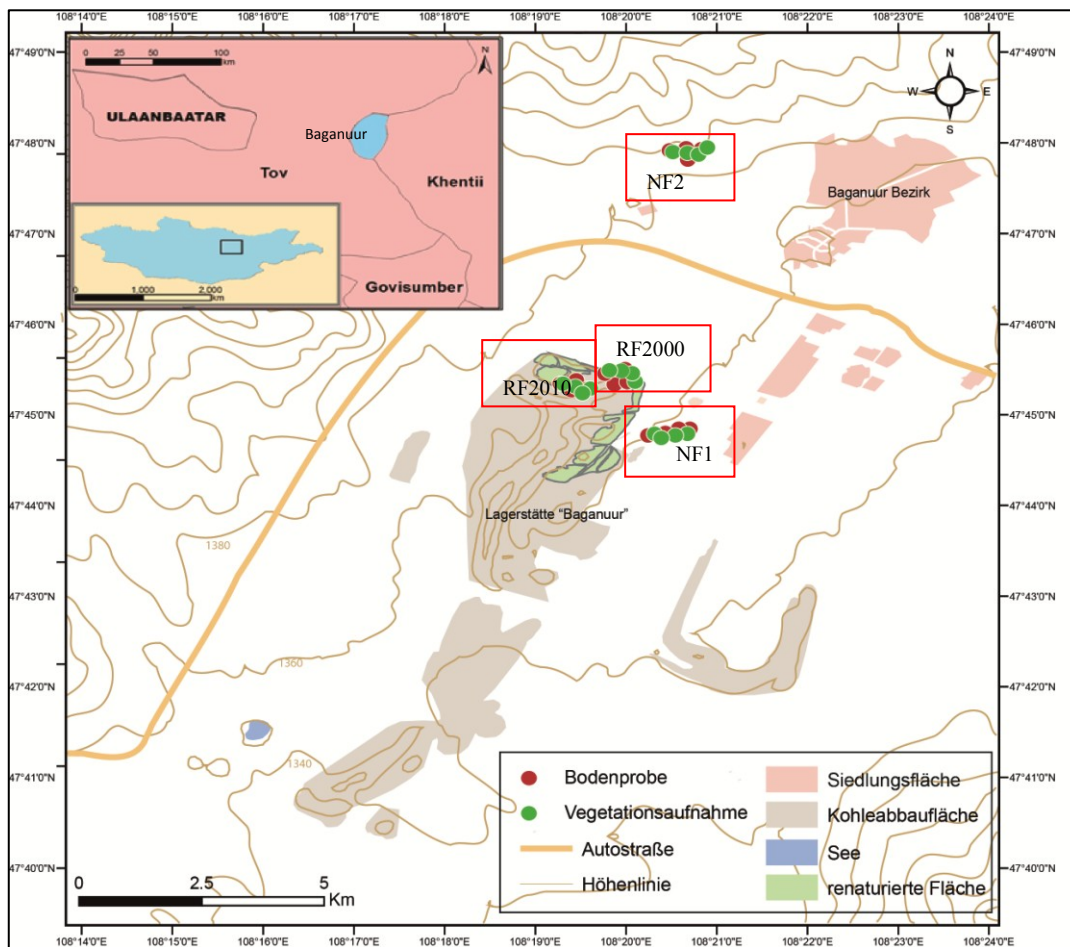 108°14'0"E 108°15'0"E 108°16'0"E 108°17'0"E 108°18'0"E 108°19'0"E 108°20'0"E 108°21'0"E 108°22'0"E 108°23'0"E 108°24'0"E
47°49'0"N 47°49'0"N
0 25 50 100
km
N
ULAANBAATAR
Baganuur
Tov
Khentii
0 1,000 2,000
km
Govisumber
N
W E
S
47°48'0"N 47°48'0"N
NF2
Baganuur Bezirk
47°47'0"N 47°47'0"N
47°46'0"N 47°46'0"N
RF2000
RF2010
47°45'0"N 47°45'0"N
NF1
47°44'0"N 47°44'0"N
Lagerstätte "Baganuur"
1380
47°43'0"N 47°43'0"N
1360
47°42'0"N 47°42'0"N
1340
47°41'0"N 47°41'0"N
47°40'0"N 47°40'0"N
Bodenprobe
Vegetationsaufnahme
Autostraße
Höhenlinie
Siedlungsfläche
Kohleabbaufläche
See
renaturierte Fläche
0 2.5 5
Km
108°14'0"E 108°15'0"E 108°16'0"E 108°17'0"E 108°18'0"E 108°19'0"E 108°20'0"E 108°21'0"E 108°22'0"E 108°23'0"E 108°24'0"E